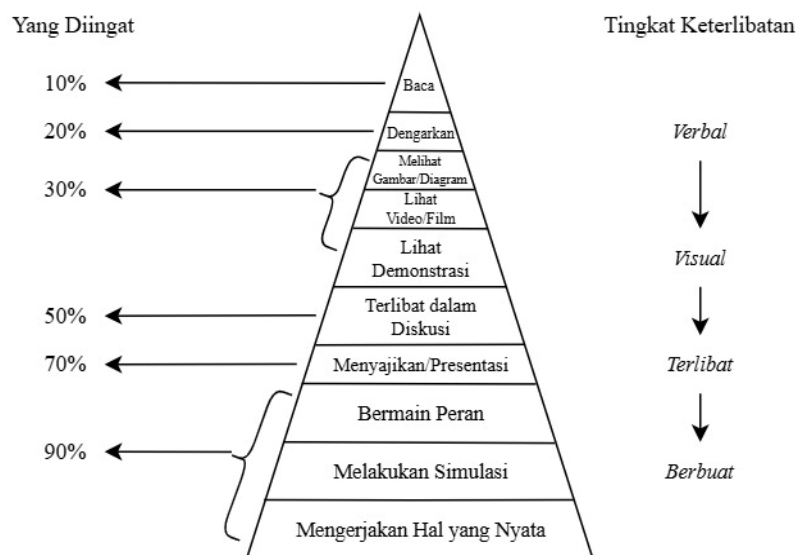 Yang Diingat
Tingkat Keterlibatan
10%
Baca
20%
Dengarkan
Verbal
Melihat
Gambar/Diagram
30%
Lihat
Video/Film
Lihat
Demonstrasi
Visual
50%
Terlibat dalam
Diskusi
70%
Menyajikan/Presentasi
Terlibat
Bermain Peran
90%
Melakukan Simulasi
Berbuat
Mengerjakan Hal yang Nyata